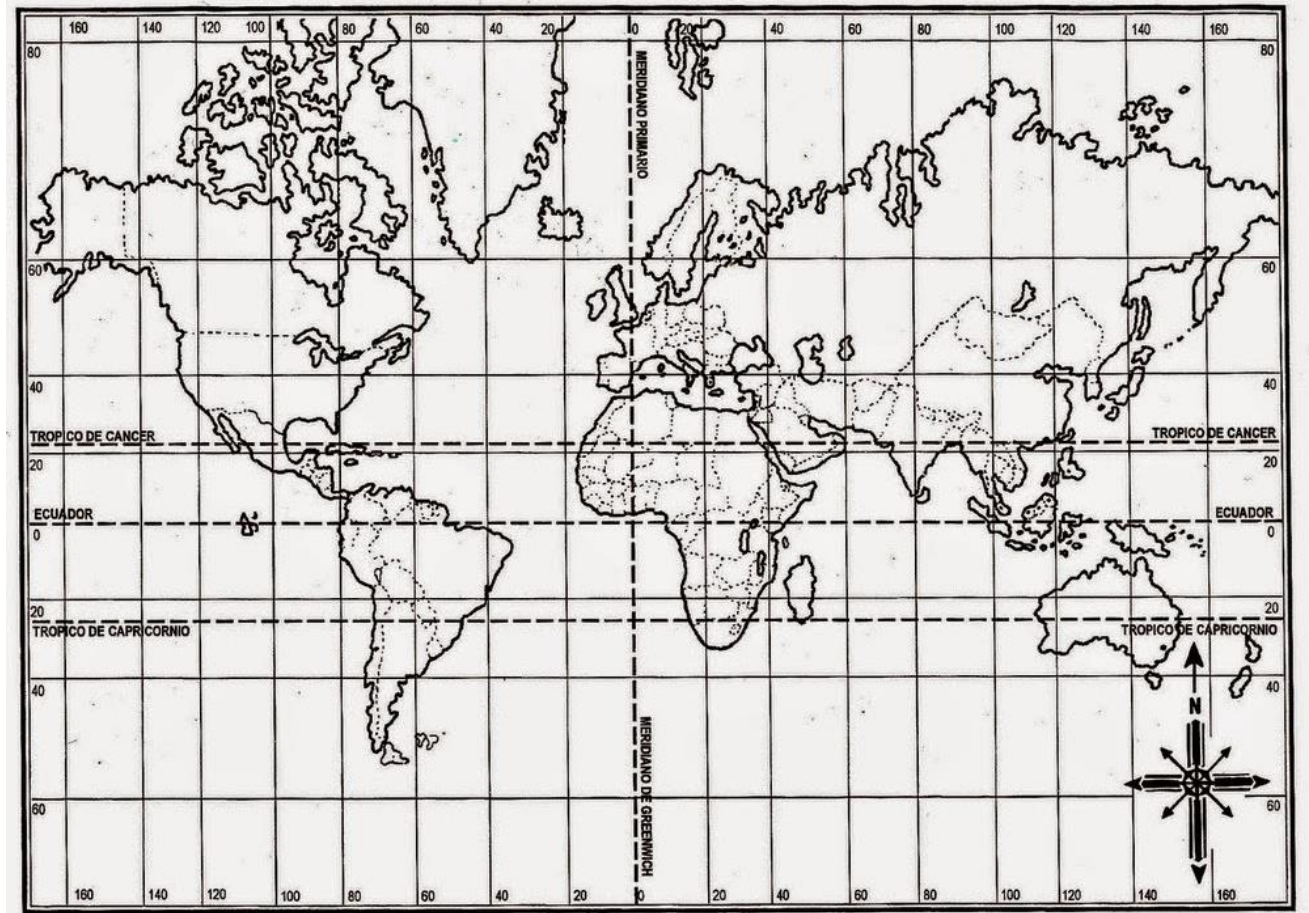 160 140 120 100 80 60 40 20 0 20 40 60 80 100 120 140 160
80 80
MERIDIANO PRIMARIO
60 60
40 40
TROPICO DE CANCER TROPICO DE CANCER
20 20
ECUADOR ECUADOR
0 0
20 20
TROPICO DE CAPRICORNIO TROPICO DE CAPRICORNIO
40 40
N
MERIDIANO DE GREENWICH
60 60
160 140 120 100 80 60 40 20 0 20 40 60 80 100 120 140 160